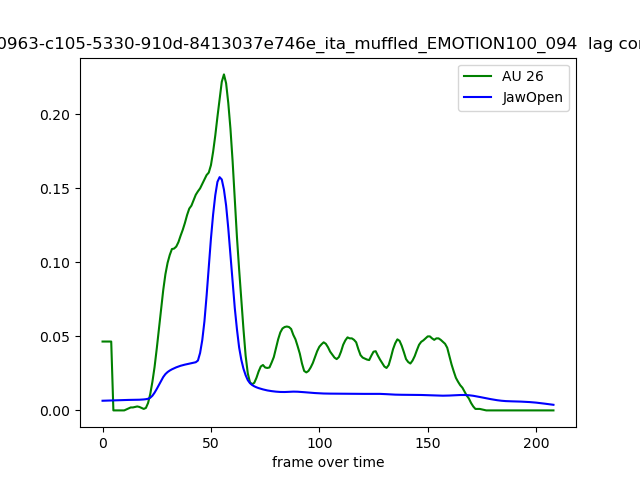 0963-c105-5330-910d-8413037e746e_ita_muffled_EMOTION100_094 lag
AU 26
JawOpen
0.20
0.15
0.10
0.05
0.00
0 50 100 150 200
frame over time